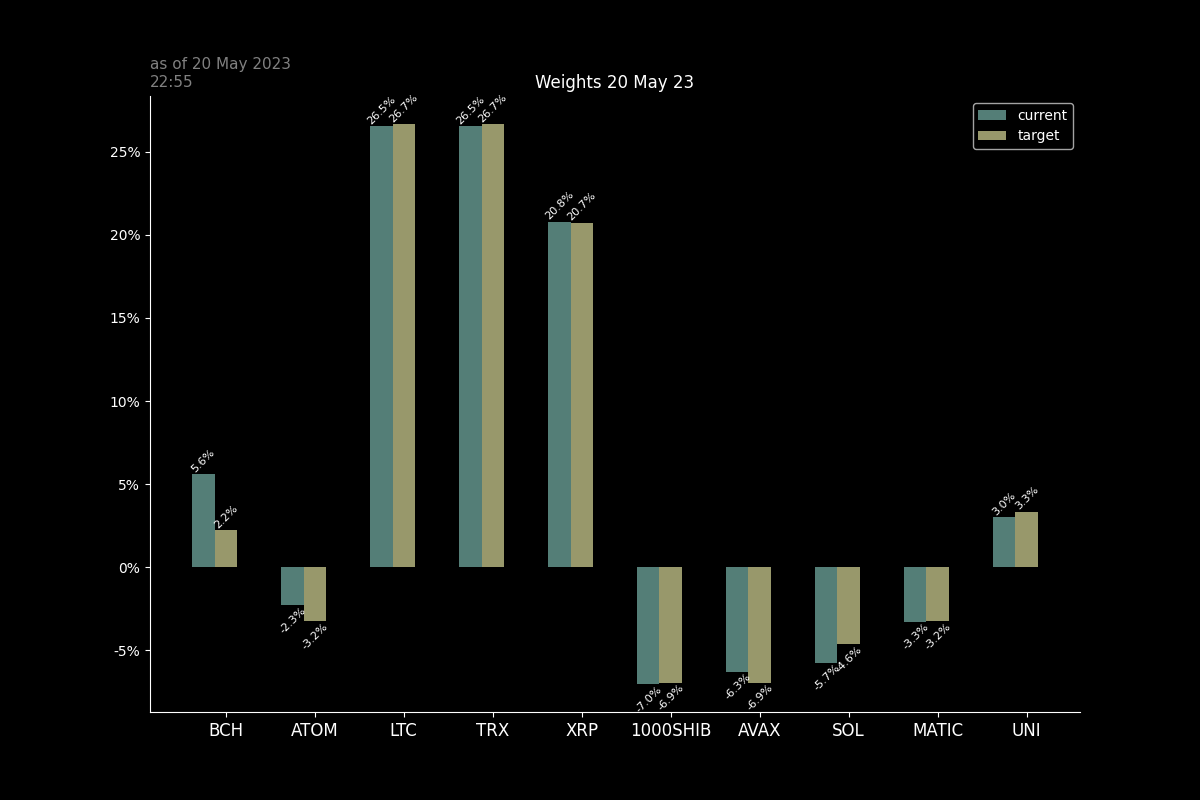 as of 20 May 2023
22:55
Weights 20 May 23
current
target
25%
20%
15%
10%
5%
0%
-5%
5.6%
2.2%
-2.3%
-3.2%
26.5%
26.7%
26.5%
26.7%
20.8%
20.7%
-7.0%
-6.9%
-6.3%
-6.9%
-5.7%
-4.6%
-3.3%
-3.2%
3.0%
3.3%
BCH
ATOM
LTC
TRX
XRP
1000SHIB
AVAX
SOL
MATIC
UNI